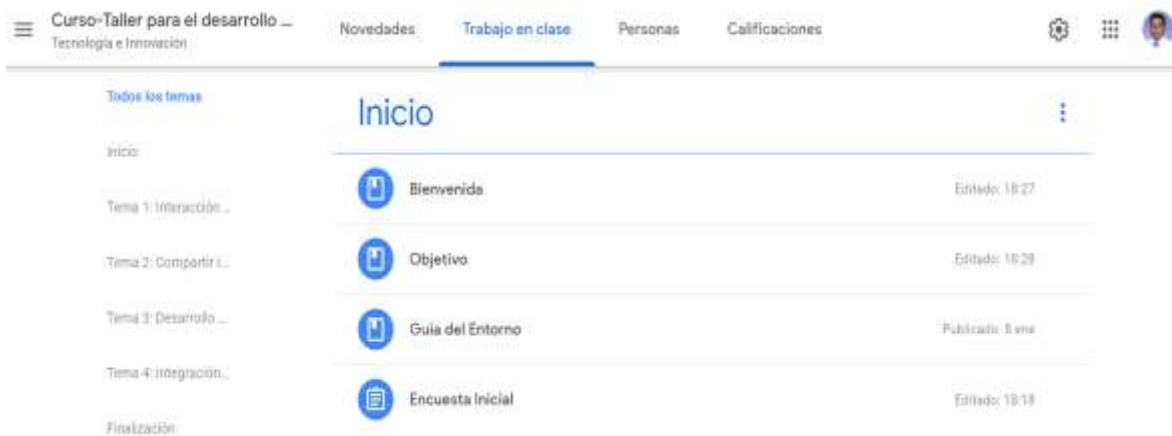 Curso-Taller para el desarrollo ...
Tecnología e Innovación
Novedades
Trabajo en clase
Personas
Calificaciones
Todos los temas
Inicio
Tema 1: Interacción ...
Tema 2: Compartir i...
Tema 3: Desarrollo ...
Tema 4: Integración...
Finalización
Inicio
Bienvenida
Editado: 18:27
Objetivo
Editado: 18:28
Guia del Entorno
Publicado: 8 ene
Encuesta Inicial
Editado: 18:18